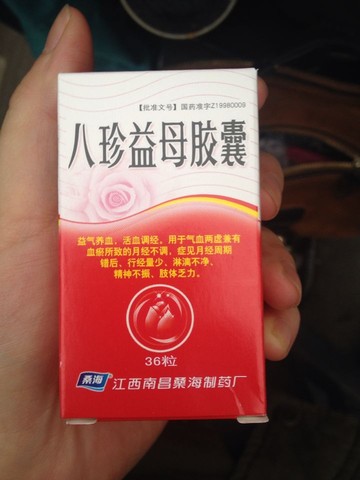 【批准文号】国药准字Z19980009
八珍益母胶囊
益气养血，活血调经。用于气血两虚兼有
血瘀所致的月经不调，症见月经周期
错后、行经量少、淋漓不净、
精神不振、肢体乏力。
36粒
桑海 江西南昌桑海制药厂